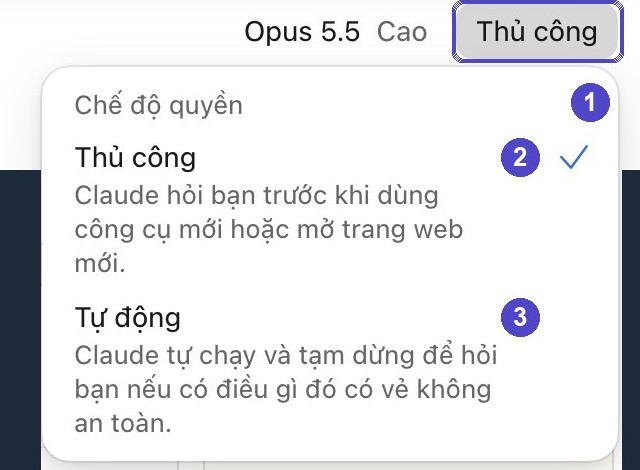 Opus 5.5 Cao Thủ công
Chế độ quyền 1
Thủ công 2
Claude hỏi bạn trước khi dùng
công cụ mới hoặc mở trang web
mới.
Tự động 3
Claude tự chạy và tạm dừng để hỏi
bạn nếu có điều gì đó có vẻ không
an toàn.